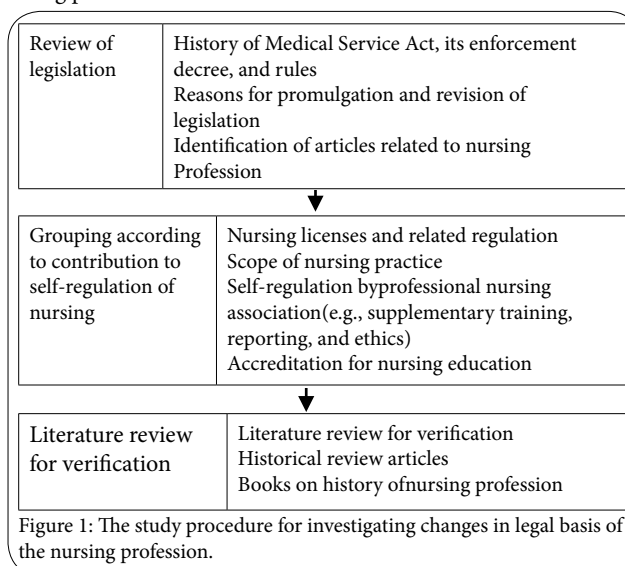 Review of
legislation
History of Medical Service Act, its enforcement
decree, and rules
Reasons for promulgation and revision of
legislation
Identification of articles related to nursing
Profession
Grouping according
to contribution to
self-regulation of
nursing
Nursing licenses and related regulation
Scope of nursing practice
Self-regulation byprofessional nursing
association(e.g., supplementary training,
reporting, and ethics)
Accreditation for nursing education
Literature review
for verification
Literature review for verification
Historical review articles
Books on history ofnursing profession
Figure 1: The study procedure for investigating changes in legal basis of
the nursing profession.